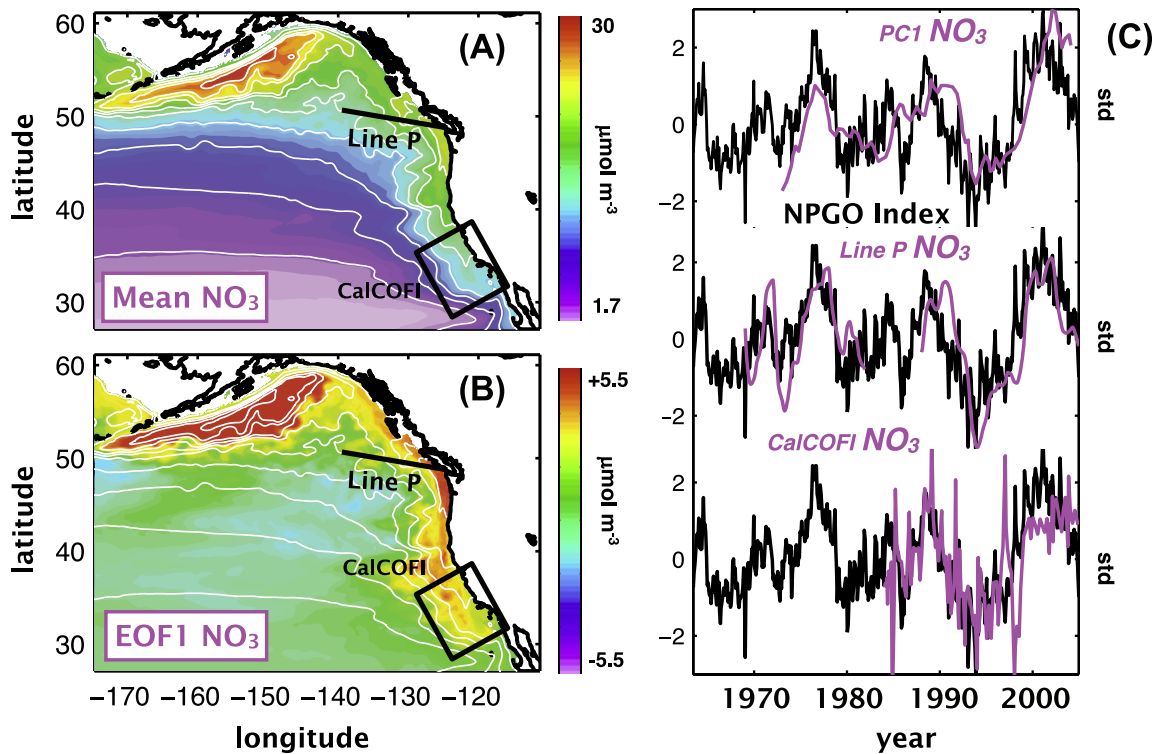 60
50
40
30
latitude
(A)
Line P
CalCOFI
Mean NO₃
30
μmol m⁻³
1.7
60
50
40
30
latitude
(B)
Line P
CalCOFI
EOF1 NO₃
+5.5
μmol m⁻³
-5.5
−170 −160 −150 −140 −130 −120
longitude
(C)
PC1 NO₃
2
0
−2
std
NPGO Index
Line P NO₃
2
0
−2
std
CalCOFI NO₃
2
0
−2
std
1970 1980 1990 2000
year